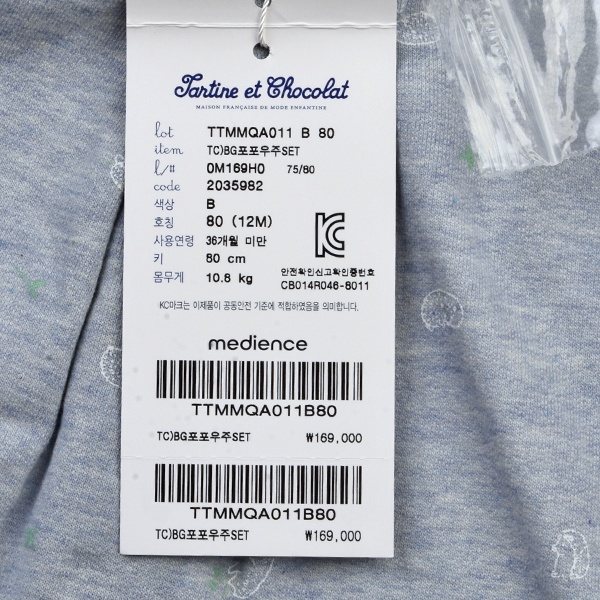 Tartine et Chocolat
MAISON FRANÇAISE DE MODE ENFANTINE
lot TTMMQA011 B 80
item TC)BG포포우주SET
l/# 0M169H0 75/80
code 2035982
색상 B
호칭 80 (12M)
사용연령 36개월 미만
키 80 cm
몸무게 10.8 kg
안전확인신고확인증번호
CB014R046-6011
KC마크는 이제품이 공동안전 기준에 적합하였음을 의미합니다.
medience
TTMMQA011B80
TC)BG포포우주SET ₩169,000
TTMMQA011B80
TC)BG포포우주SET ₩169,000